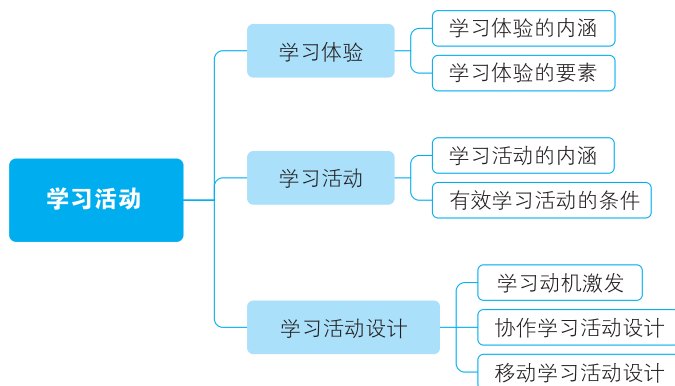 学习活动
学习体验
学习体验的内涵
学习体验的要素
学习活动
学习活动的内涵
有效学习活动的条件
学习活动设计
学习动机激发
协作学习活动设计
移动学习活动设计